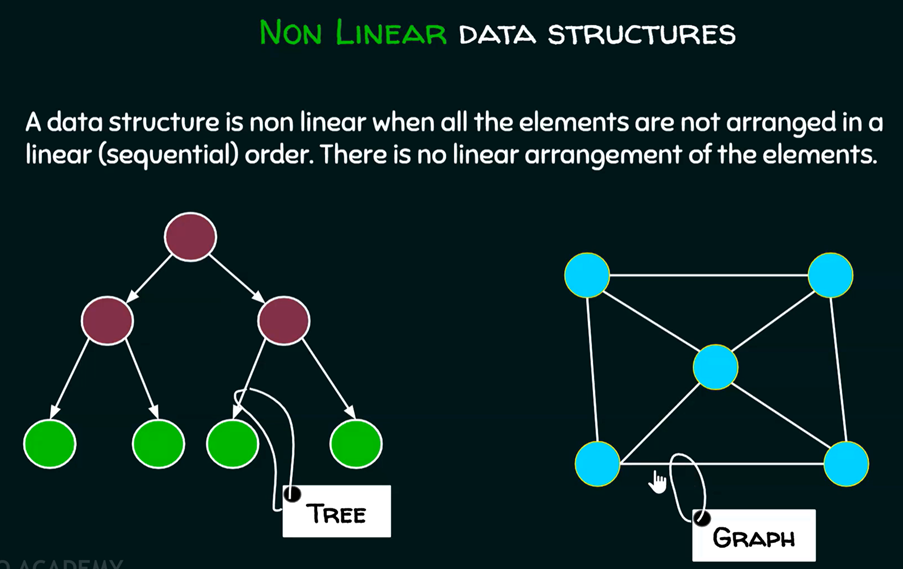 Non Linear data structures
A data structure is non linear when all the elements are not arranged in a
linear (sequential) order. There is no linear arrangement of the elements.
Tree
Graph
ACADEMY